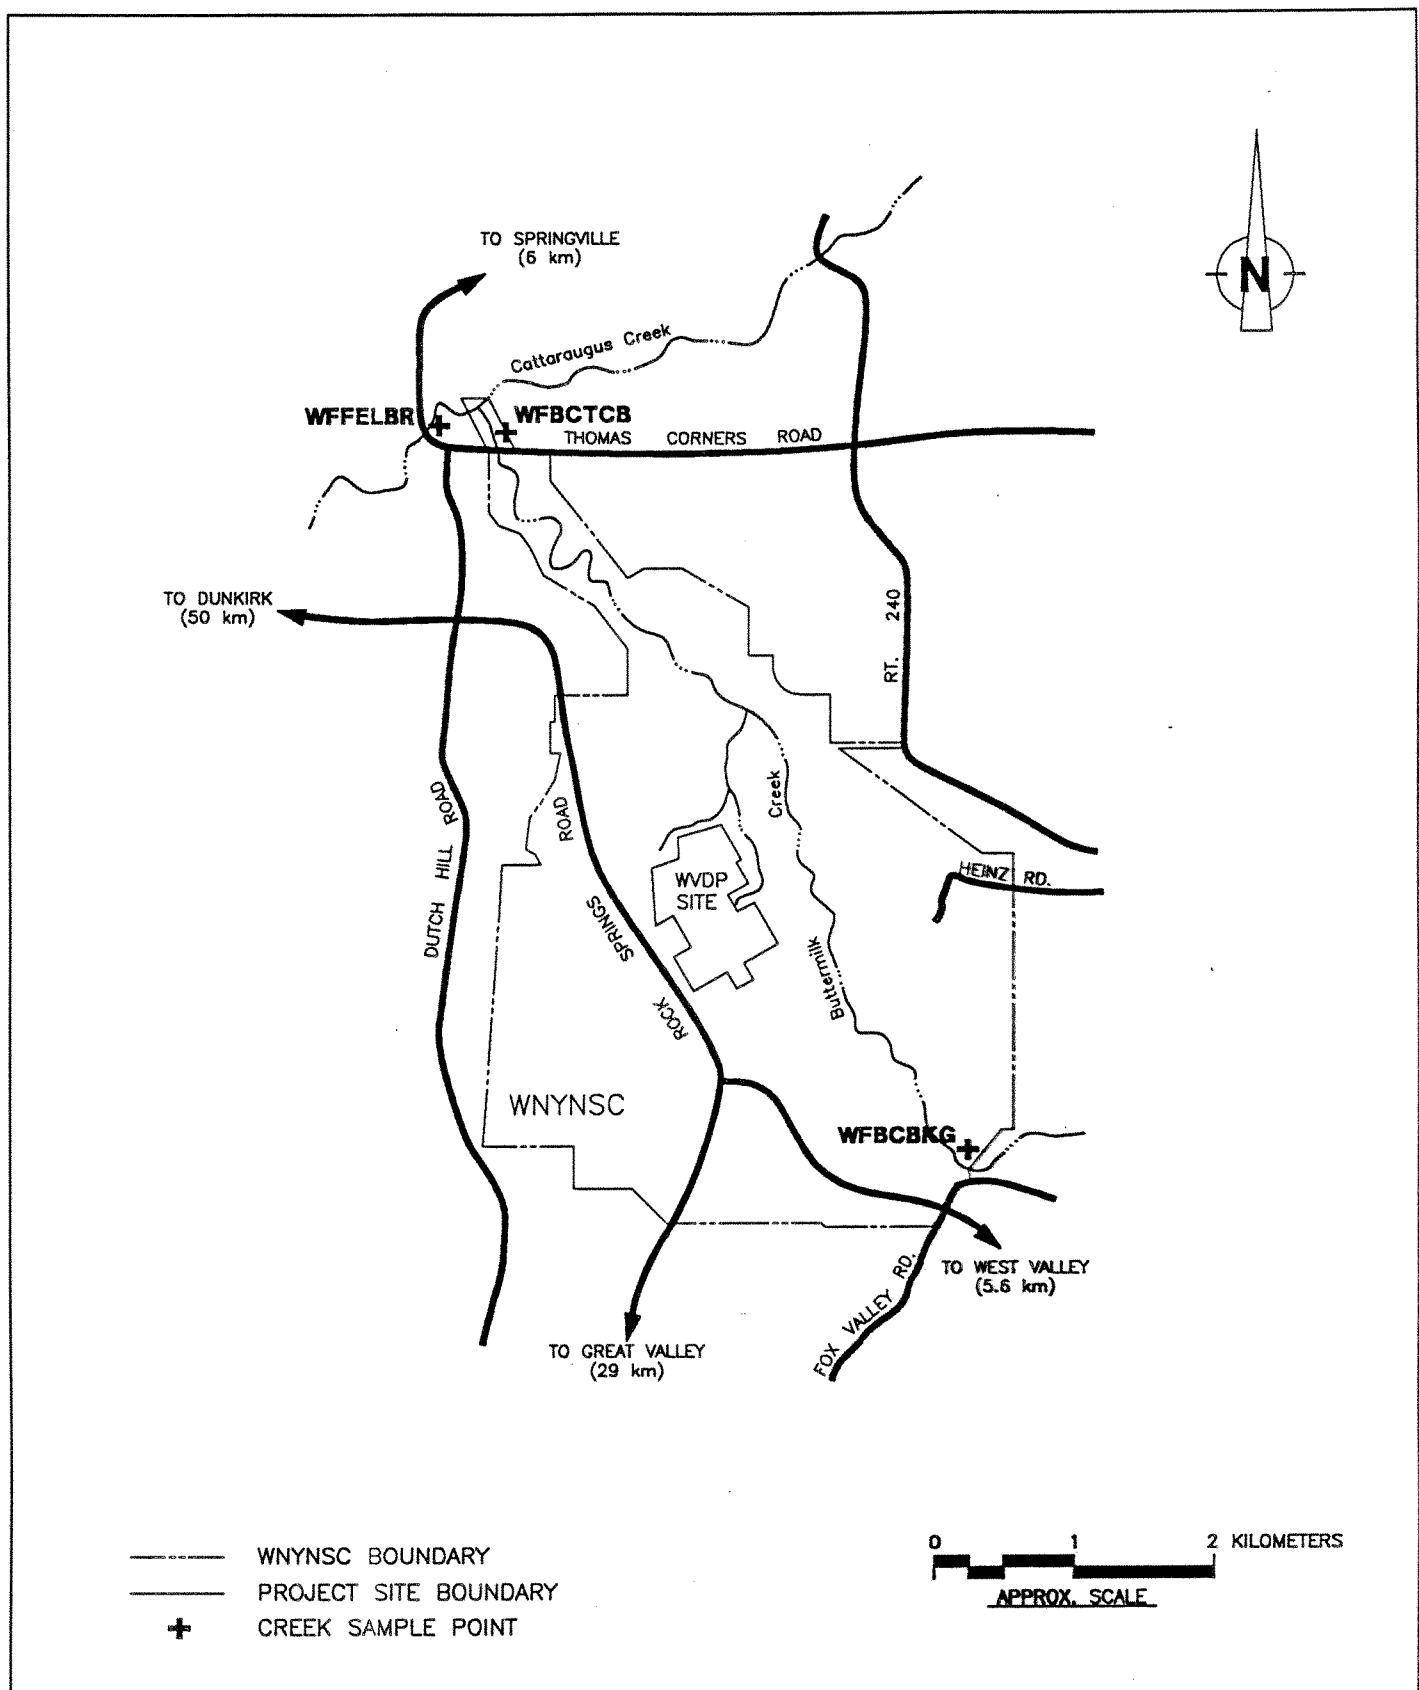 TO SPRINGVILLE
(6 km)
N
Cattaraugus Creek
WFFELBR
WFBCTCB
THOMAS CORNERS ROAD
TO DUNKIRK
(50 km)
RT. 240
DUTCH HILL ROAD
ROCK SPRINGS ROAD
Buttermilk Creek
WVDP
SITE
HEINZ RD.
WNYNSC
WFBCBKG
TO WEST VALLEY
(5.6 km)
FOX VALLEY RD.
TO GREAT VALLEY
(29 km)
WNYNSC BOUNDARY
PROJECT SITE BOUNDARY
CREEK SAMPLE POINT
0 1 2 KILOMETERS
APPROX. SCALE